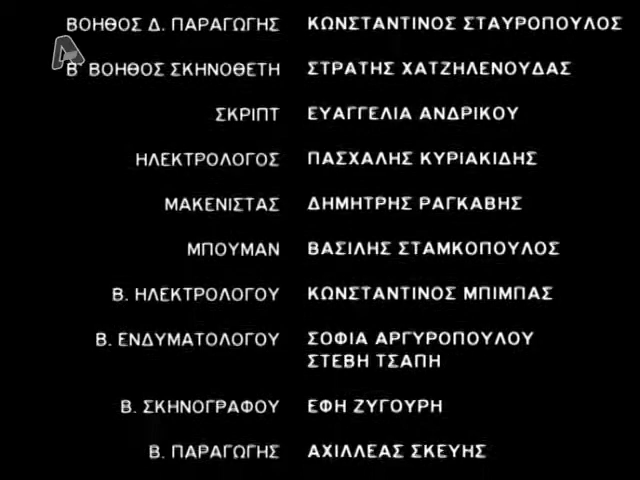 ΒΟΗΘΟΣ Δ. ΠΑΡΑΓΩΓΗΣ ΚΩΝΣΤΑΝΤΙΝΟΣ ΣΤΑΥΡΟΠΟΥΛΟΣ
Β' ΒΟΗΘΟΣ ΣΚΗΝΟΘΕΤΗ ΣΤΡΑΤΗΣ ΧΑΤΖΗΛΕΝΟΥΔΑΣ
ΣΚΡΙΠΤ ΕΥΑΓΓΕΛΙΑ ΑΝΔΡΙΚΟΥ
ΗΛΕΚΤΡΟΛΟΓΟΣ ΠΑΣΧΑΛΗΣ ΚΥΡΙΑΚΙΔΗΣ
ΜΑΚΕΝΙΣΤΑΣ ΔΗΜΗΤΡΗΣ ΡΑΓΚΑΒΗΣ
ΜΠΟΥΜΑΝ ΒΑΣΙΛΗΣ ΣΤΑΜΚΟΠΟΥΛΟΣ
Β. ΗΛΕΚΤΡΟΛΟΓΟΥ ΚΩΝΣΤΑΝΤΙΝΟΣ ΜΠΙΜΠΑΣ
Β. ΕΝΔΥΜΑΤΟΛΟΓΟΥ ΣΟΦΙΑ ΑΡΓΥΡΟΠΟΥΛΟΥ
ΣΤΕΒΗ ΤΣΑΠΗ
Β. ΣΚΗΝΟΓΡΑΦΟΥ ΕΦΗ ΖΥΓΟΥΡΗ
Β. ΠΑΡΑΓΩΓΗΣ ΑΧΙΛΛΕΑΣ ΣΚΕΥΗΣ